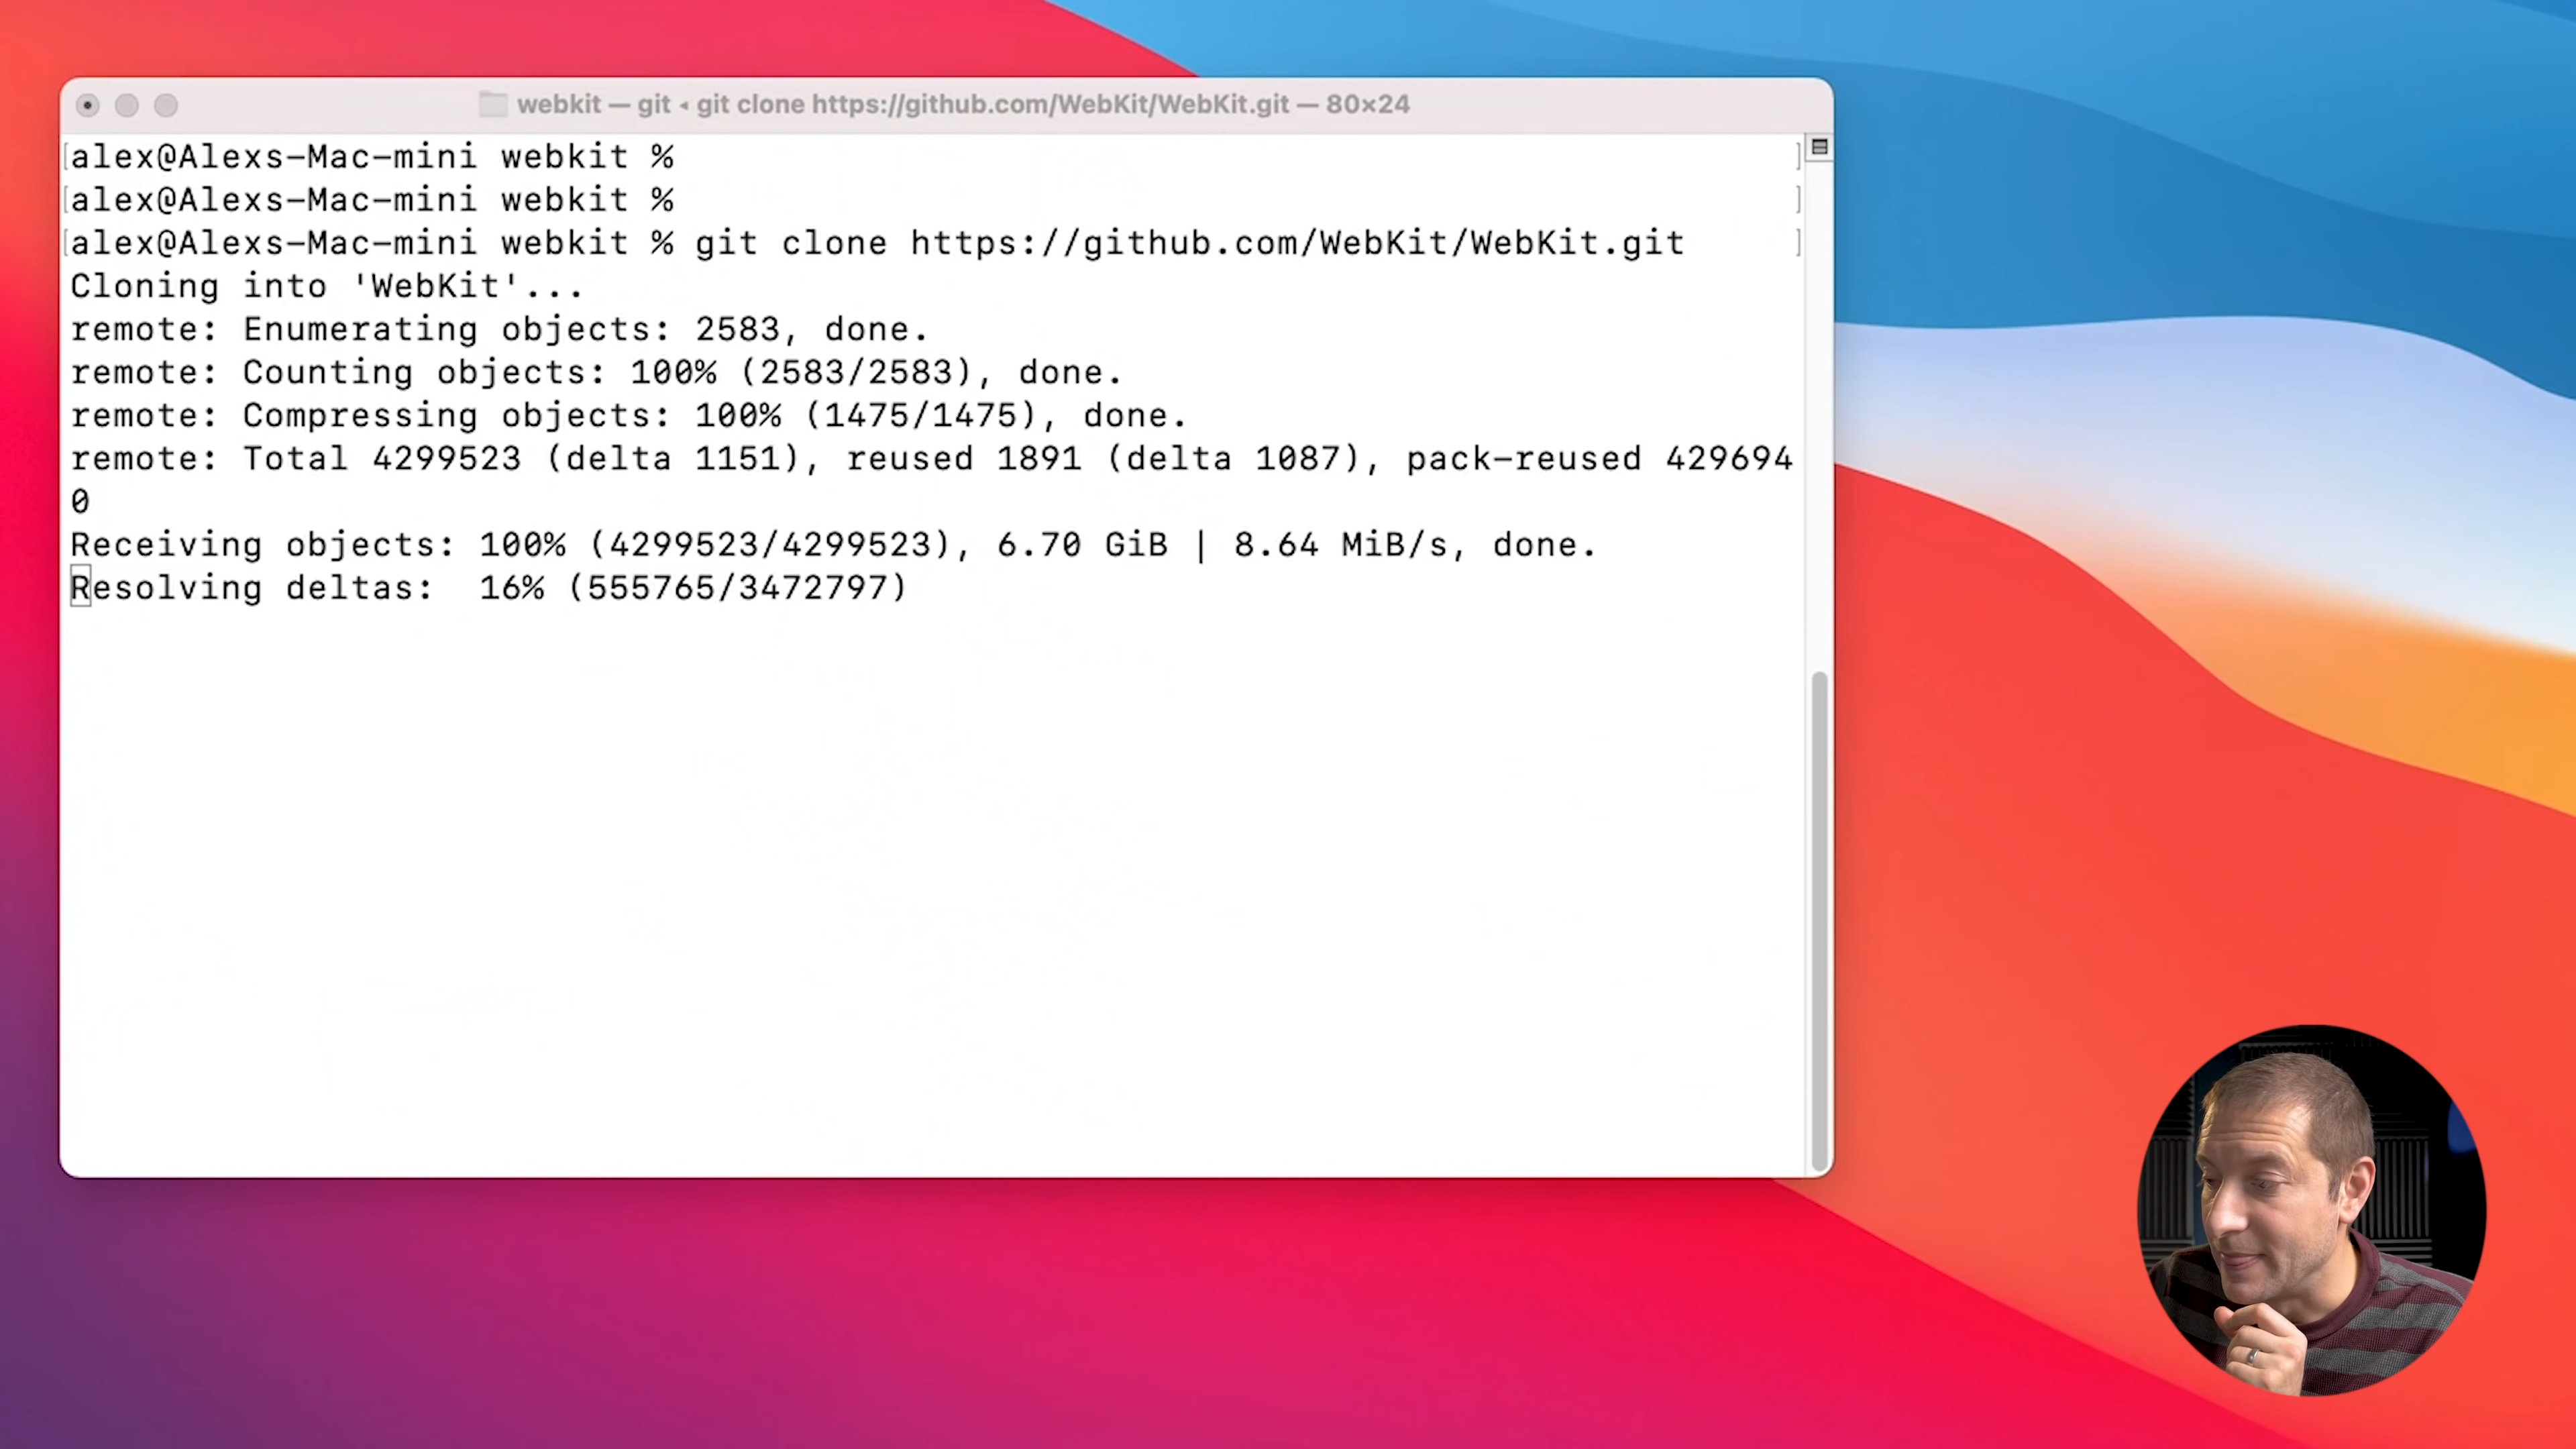 webkit — git ◂ git clone https://github.com/WebKit/WebKit.git — 80×24
[alex@Alexs-Mac-mini webkit % ]
[alex@Alexs-Mac-mini webkit % ]
[alex@Alexs-Mac-mini webkit % git clone https://github.com/WebKit/WebKit.git ]
Cloning into 'WebKit'...
remote: Enumerating objects: 2583, done.
remote: Counting objects: 100% (2583/2583), done.
remote: Compressing objects: 100% (1475/1475), done.
remote: Total 4299523 (delta 1151), reused 1891 (delta 1087), pack-reused 429694
0
Receiving objects: 100% (4299523/4299523), 6.70 GiB | 8.64 MiB/s, done.
Resolving deltas:  16% (555765/3472797)